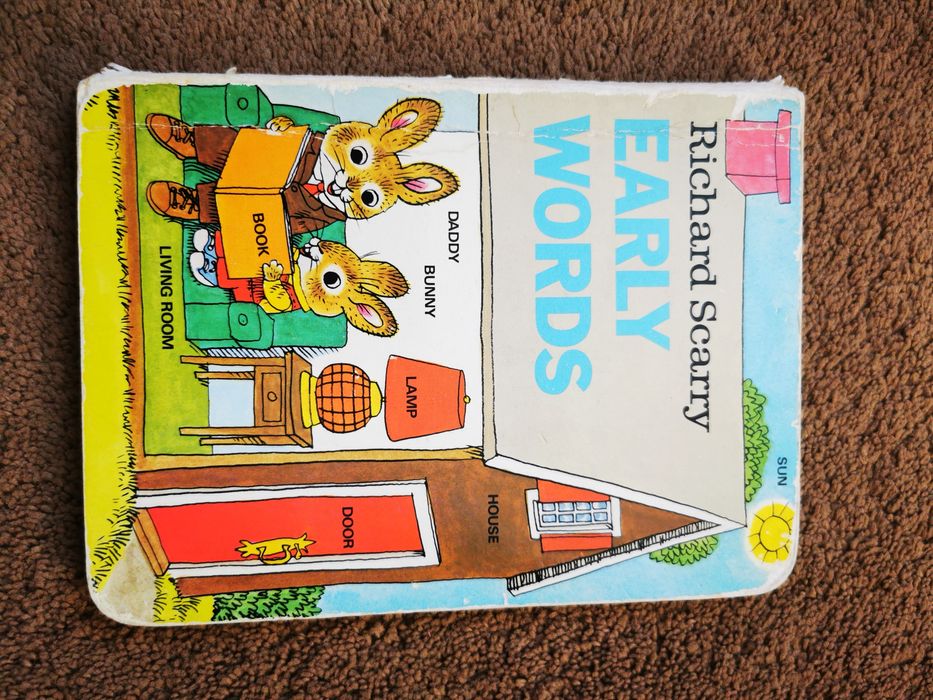 Richard Scarry
EARLY
WORDS
SUN
HOUSE
DADDY
BUNNY
LAMP
BOOK
DOOR
LIVING ROOM